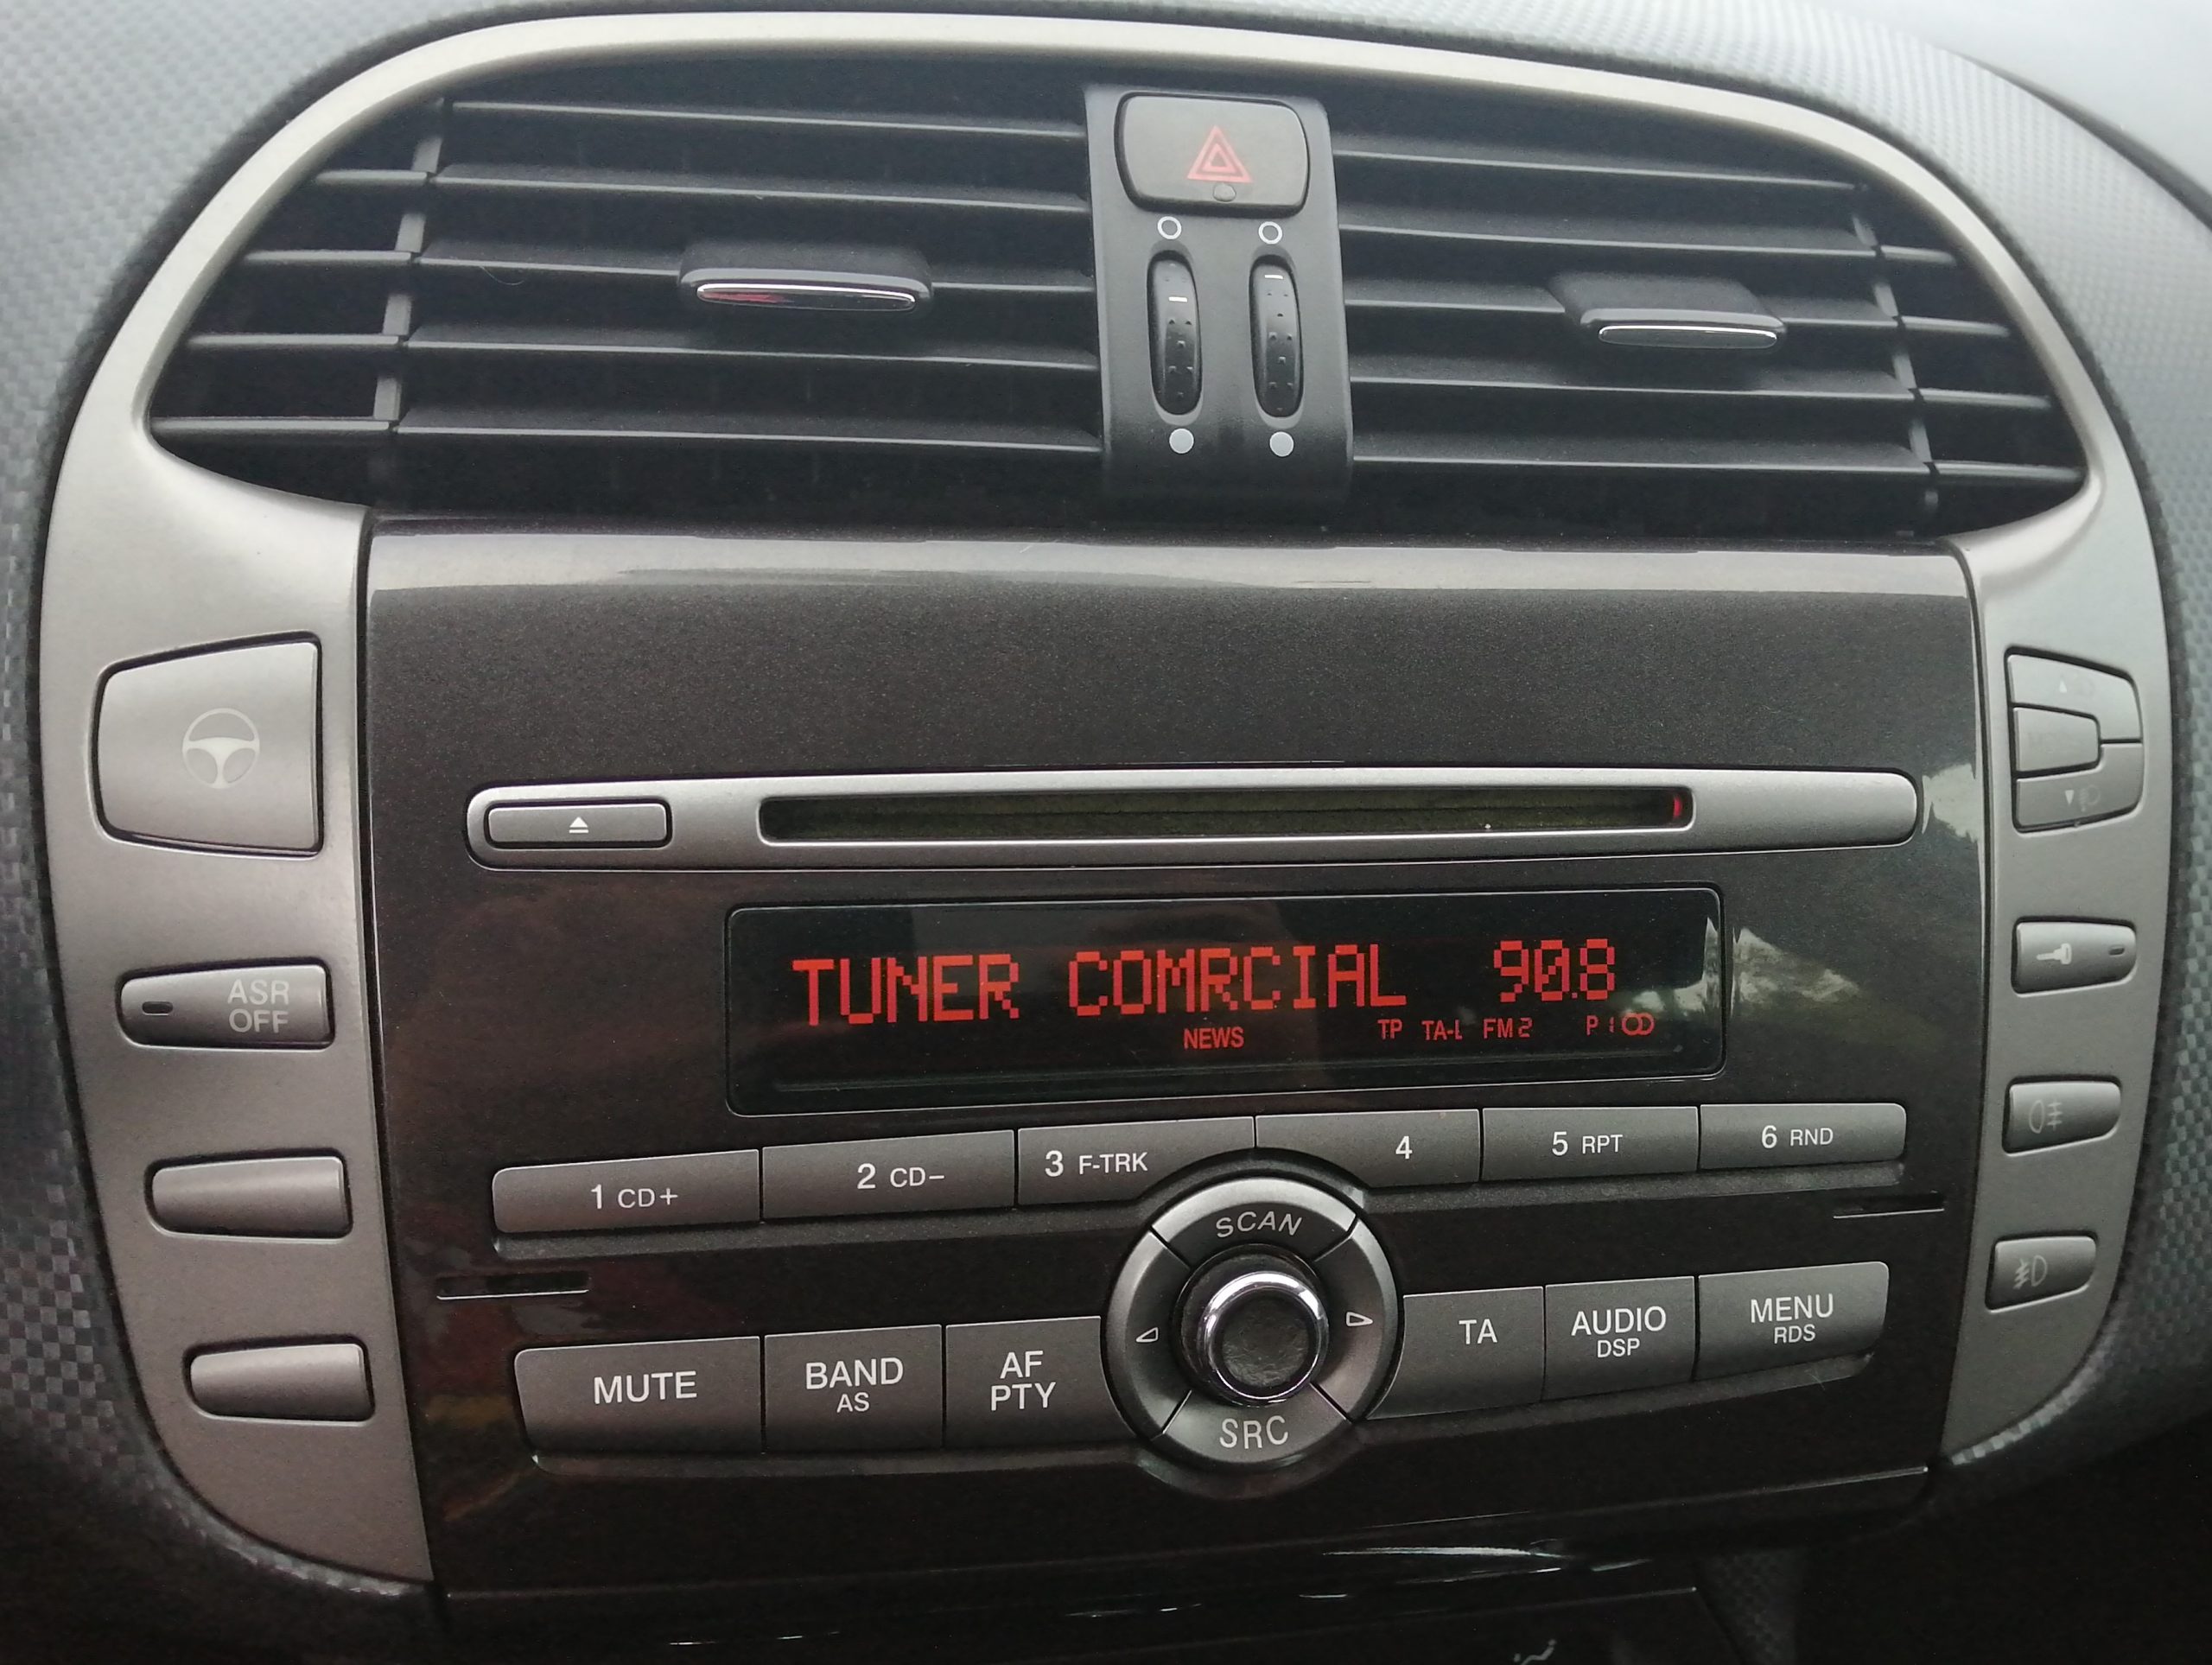 ASR
OFF
TUNER COMRCIAL 90.8
NEWS TP TA-L FM2 P1
1 CD+
2 CD−
3 F-TRK
4
5 RPT
6 RND
SCAN
MUTE
BAND
AS
AF
PTY
SRC
TA
AUDIO
DSP
MENU
RDS